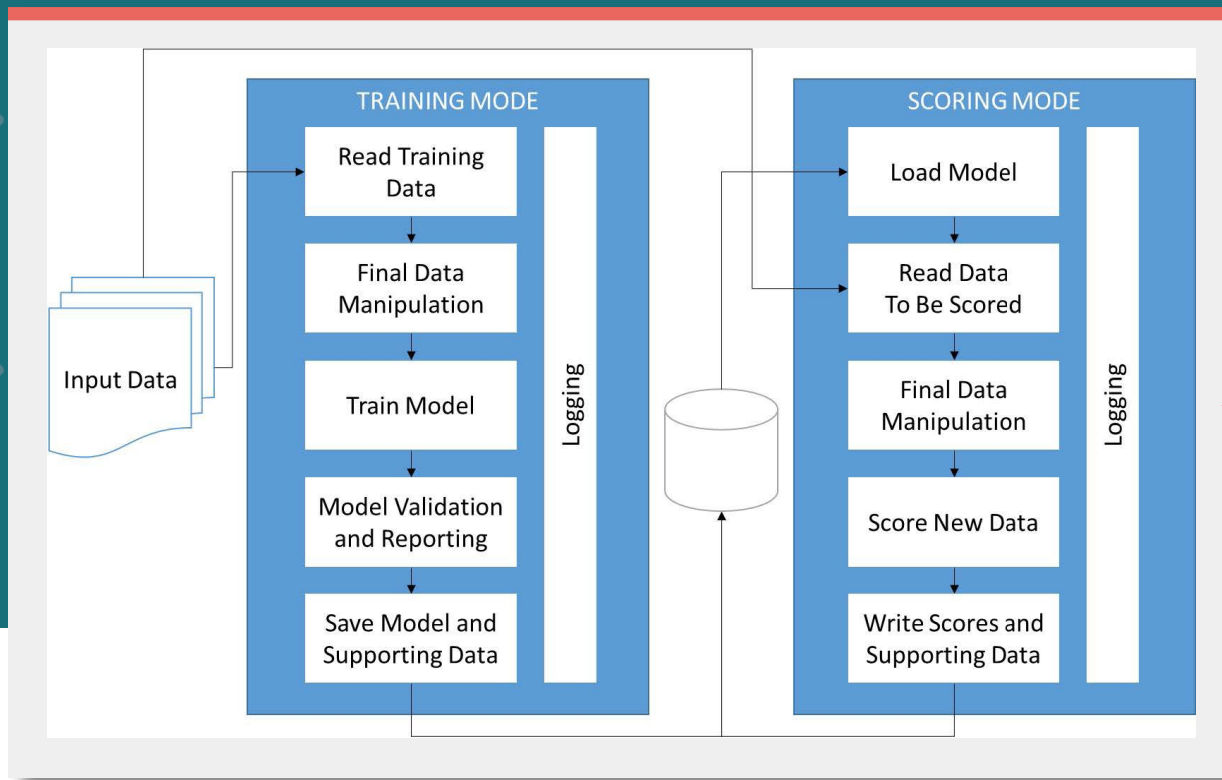 Input Data
TRAINING MODE
Read Training
Data
Final Data
Manipulation
Train Model
Model Validation
and Reporting
Save Model and
Supporting Data
Logging
SCORING MODE
Load Model
Read Data
To Be Scored
Final Data
Manipulation
Score New Data
Write Scores and
Supporting Data
Logging